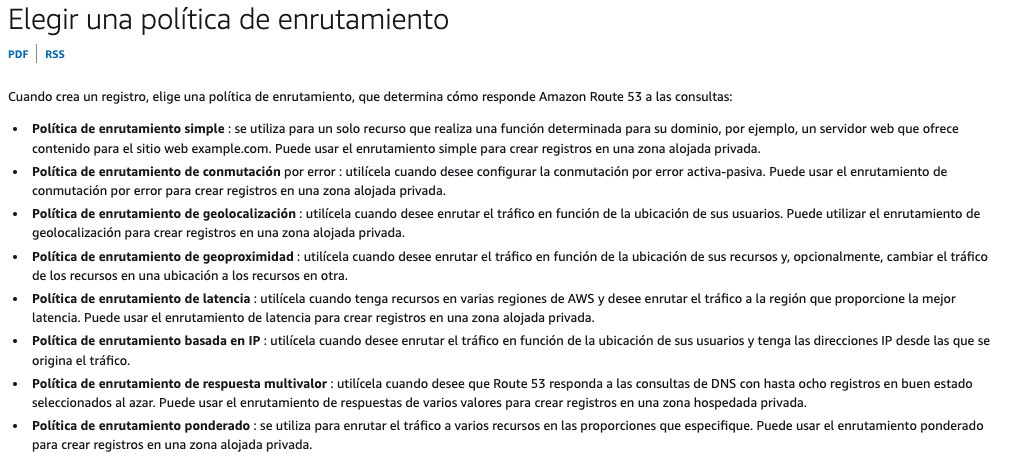 Elegir una política de enrutamiento
PDF | RSS
Cuando crea un registro, elige una política de enrutamiento, que determina cómo responde Amazon Route 53 a las consultas:
• Política de enrutamiento simple : se utiliza para un solo recurso que realiza una función determinada para su dominio, por ejemplo, un servidor web que ofrece
contenido para el sitio web example.com. Puede usar el enrutamiento simple para crear registros en una zona alojada privada.
• Política de enrutamiento de conmutación por error : utilícela cuando desee configurar la conmutación por error activa-pasiva. Puede usar el enrutamiento de
conmutación por error para crear registros en una zona alojada privada.
• Política de enrutamiento de geolocalización : utilícela cuando desee enrutar el tráfico en función de la ubicación de sus usuarios. Puede utilizar el enrutamiento de
geolocalización para crear registros en una zona alojada privada.
• Política de enrutamiento de geoproximidad : utilícela cuando desee enrutar el tráfico en función de la ubicación de sus recursos y, opcionalmente, cambiar el tráfico
de los recursos en una ubicación a los recursos en otra.
• Política de enrutamiento de latencia : utilícela cuando tenga recursos en varias regiones de AWS y desee enrutar el tráfico a la región que proporcione la mejor
latencia. Puede usar el enrutamiento de latencia para crear registros en una zona alojada privada.
• Política de enrutamiento basada en IP : utilícela cuando desee enrutar el tráfico en función de la ubicación de sus usuarios y tenga las direcciones IP desde las que se
origina el tráfico.
• Política de enrutamiento de respuesta multivalor : utilícela cuando desee que Route 53 responda a las consultas de DNS con hasta ocho registros en buen estado
seleccionados al azar. Puede usar el enrutamiento de respuestas de varios valores para crear registros en una zona hospedada privada.
• Política de enrutamiento ponderado : se utiliza para enrutar el tráfico a varios recursos en las proporciones que especifique. Puede usar el enrutamiento ponderado
para crear registros en una zona alojada privada.